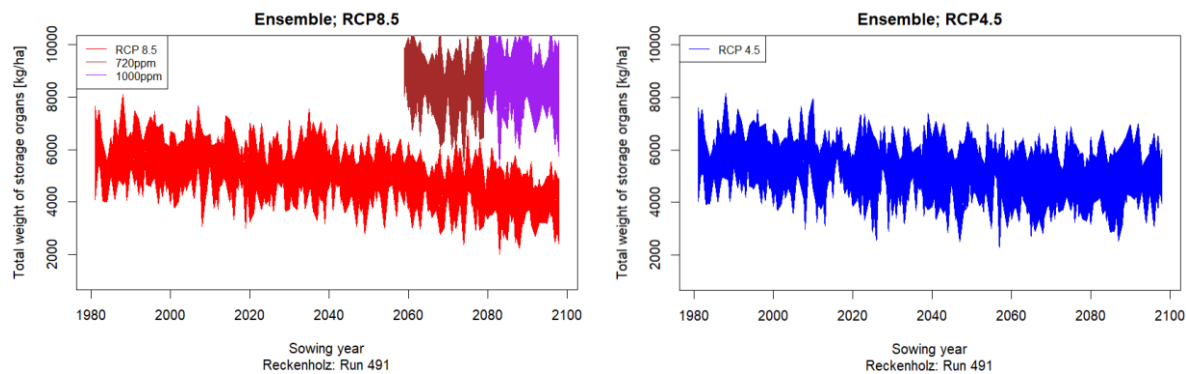 Ensemble; RCP8.5
Total weight of storage organs [kg/ha]
10000
8000
6000
4000
2000
RCP 8.5
720ppm
1000ppm
1980 2000 2020 2040 2060 2080 2100
Sowing year
Reckenholz: Run 491
Ensemble; RCP4.5
Total weight of storage organs [kg/ha]
10000
8000
6000
4000
2000
RCP 4.5
1980 2000 2020 2040 2060 2080 2100
Sowing year
Reckenholz: Run 491